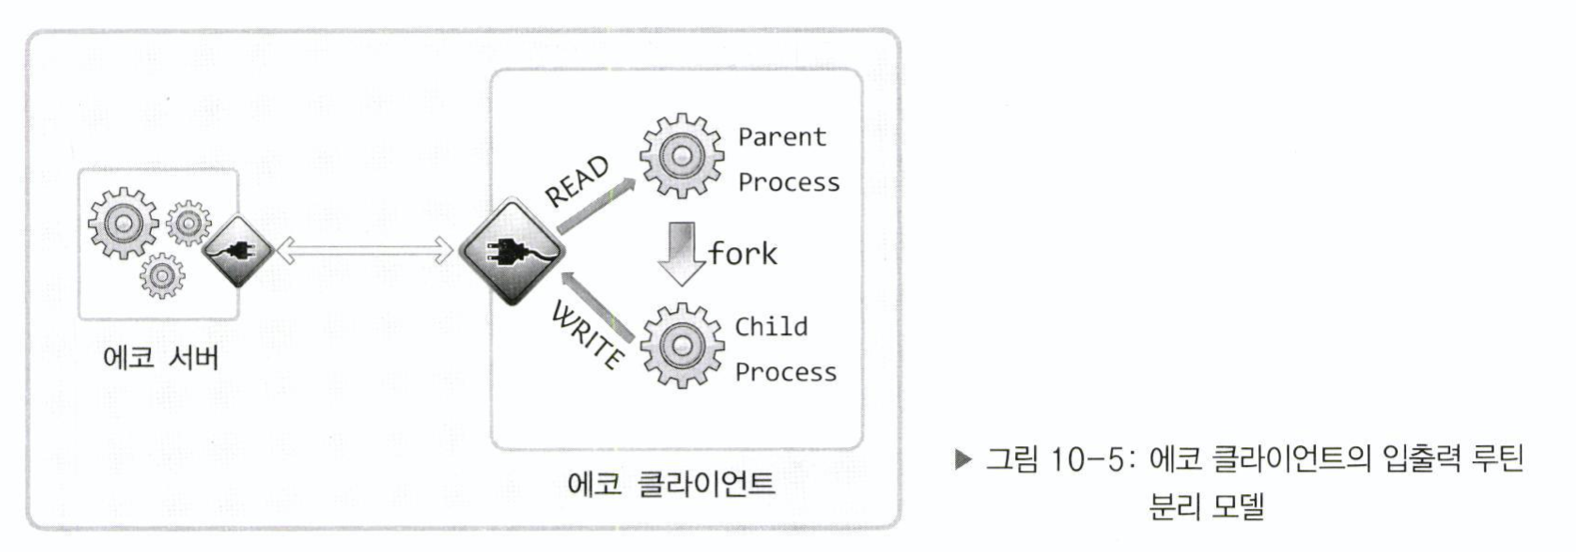 Parent
Process
READ
fork
WRITE
Child
Process
에코 서버
에코 클라이언트
▶ 그림 10-5: 에코 클라이언트의 입출력 루틴
분리 모델